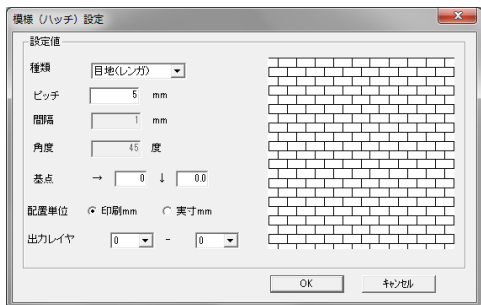 模様（ハッチ）設定
設定値
種類 目地(レンガ)
ピッチ 5 mm
間隔 1 mm
角度 45 度
基点 → 0 ↓ 0.0
配置単位 印刷mm 実寸mm
出力レイヤ 0 - 0
OK キャンセル